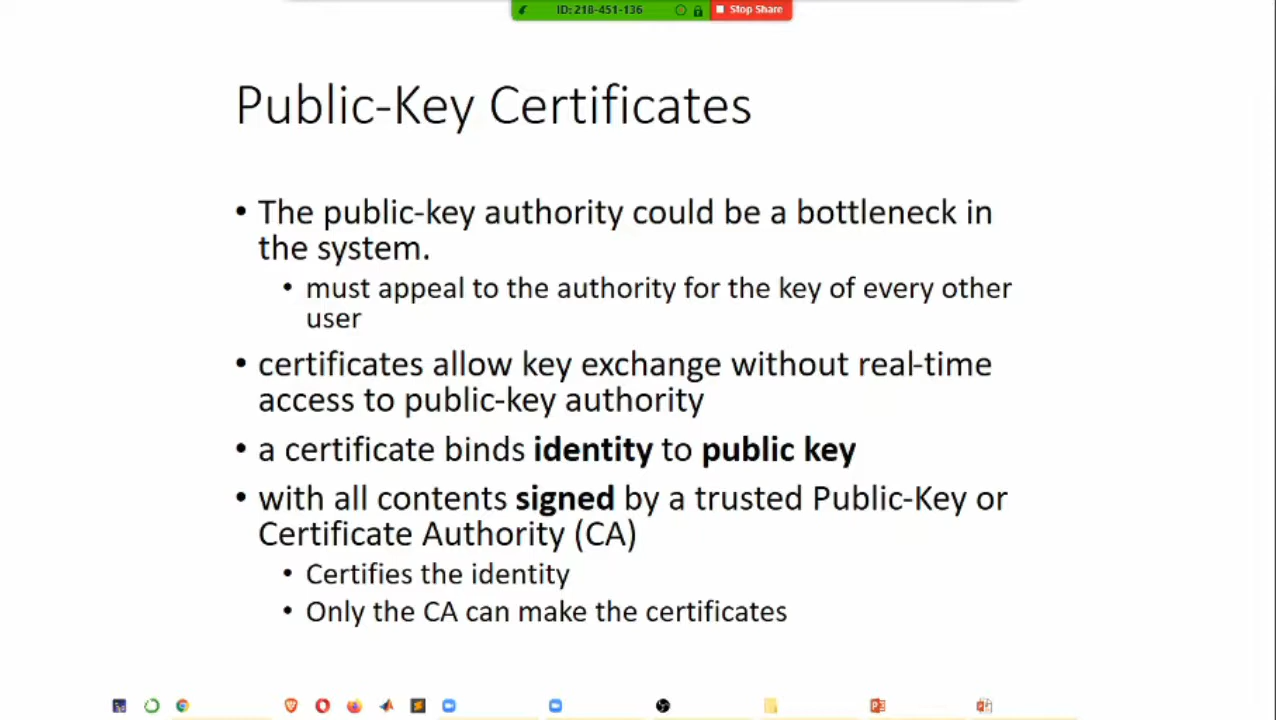 ID: 218-451-136
Stop Share
Public-Key Certificates
• The public-key authority could be a bottleneck in
the system.
• must appeal to the authority for the key of every other
user
• certificates allow key exchange without real-time
access to public-key authority
• a certificate binds identity to public key
• with all contents signed by a trusted Public-Key or
Certificate Authority (CA)
• Certifies the identity
• Only the CA can make the certificates